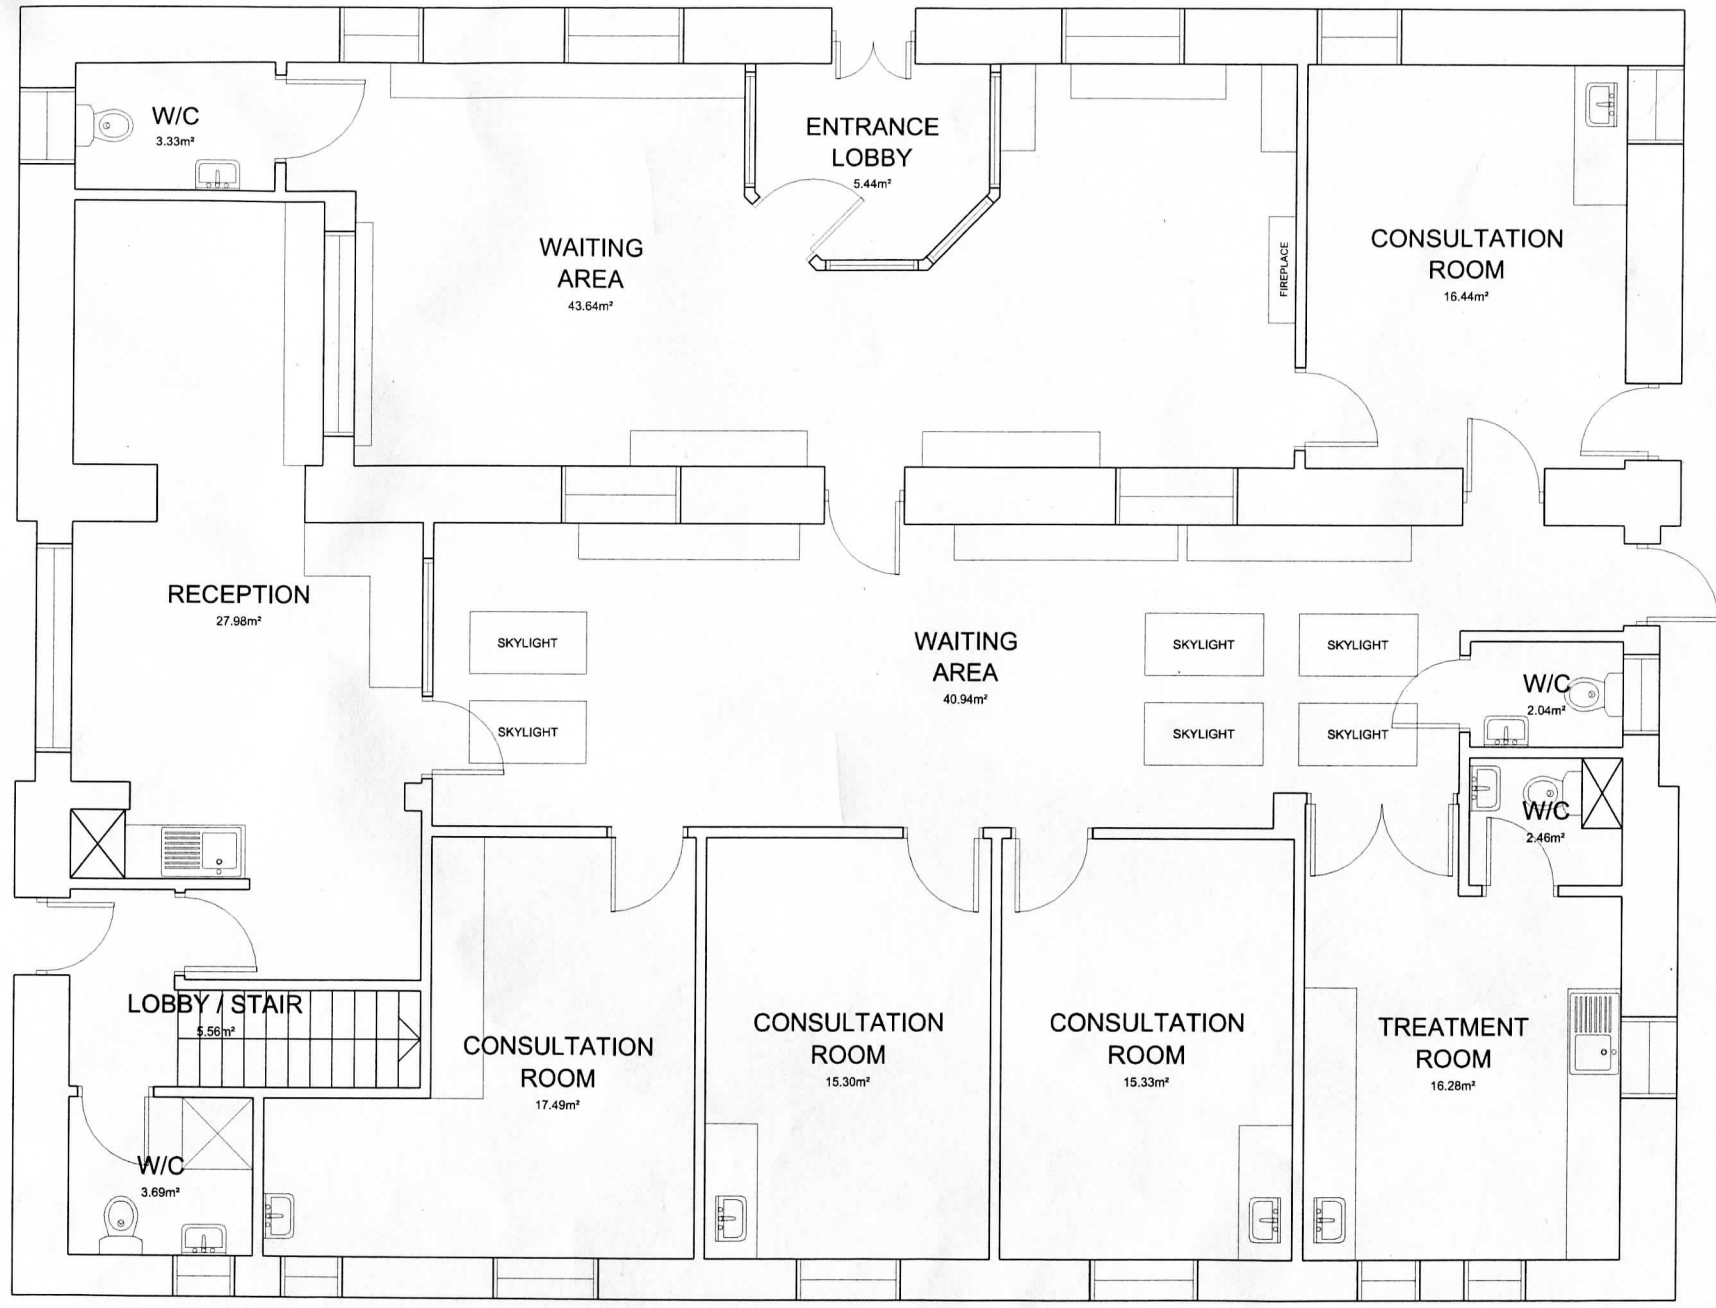 W/C
3.33m²
ENTRANCE
LOBBY
5.44m²
WAITING
AREA
43.64m²
FIREPLACE
CONSULTATION
ROOM
16.44m²
RECEPTION
27.98m²
SKYLIGHT
SKYLIGHT
WAITING
AREA
40.94m²
SKYLIGHT
SKYLIGHT
SKYLIGHT
SKYLIGHT
W/C
2.04m²
W/C
2.46m²
LOBBY / STAIR
5.56m²
CONSULTATION
ROOM
17.49m²
CONSULTATION
ROOM
15.30m²
CONSULTATION
ROOM
15.33m²
TREATMENT
ROOM
16.28m²
W/C
3.69m²